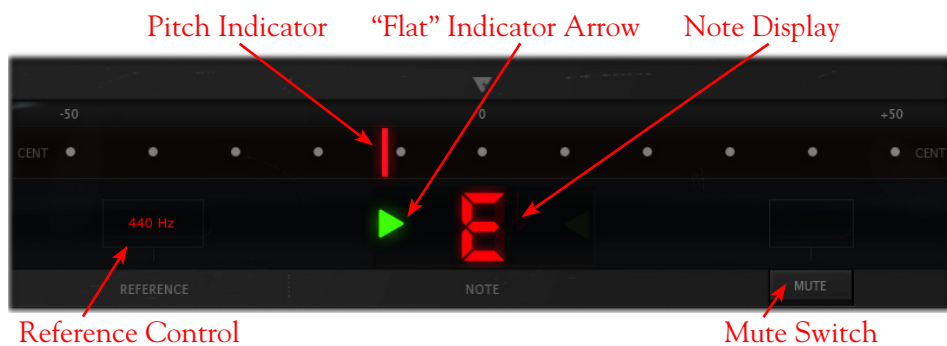 Pitch Indicator “Flat” Indicator Arrow Note Display
-50 0 +50
CENT CENT
440 Hz E
REFERENCE NOTE MUTE
Reference Control Mute Switch